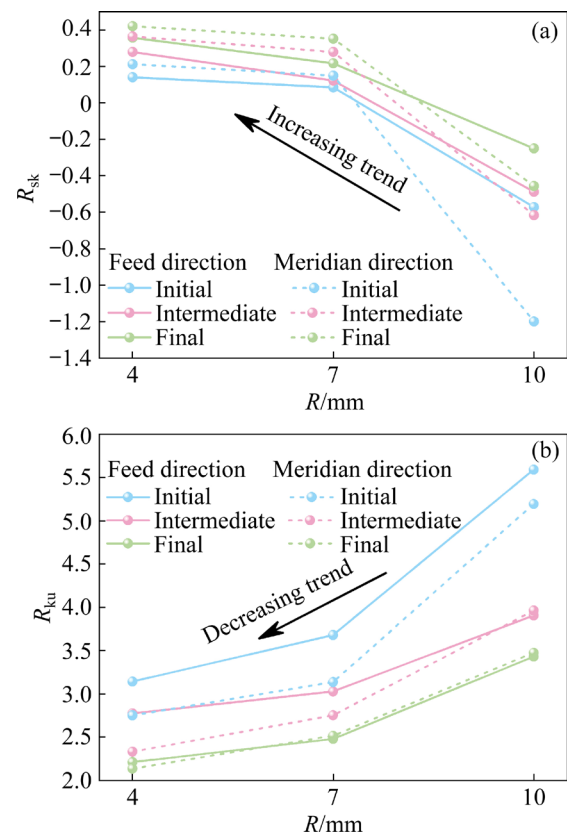 (a)
0.4
0.2
0
−0.2
−0.4
−0.6
−0.8
−1.0
−1.2
−1.4
R_sk
Increasing trend
Feed direction Meridian direction
Initial Initial
Intermediate Intermediate
Final Final
4 7 10
R/mm
(b)
6.0
5.5
5.0
4.5
4.0
3.5
3.0
2.5
2.0
R_ku
Feed direction Meridian direction
Initial Initial
Intermediate Intermediate
Final Final
Decreasing trend
4 7 10
R/mm